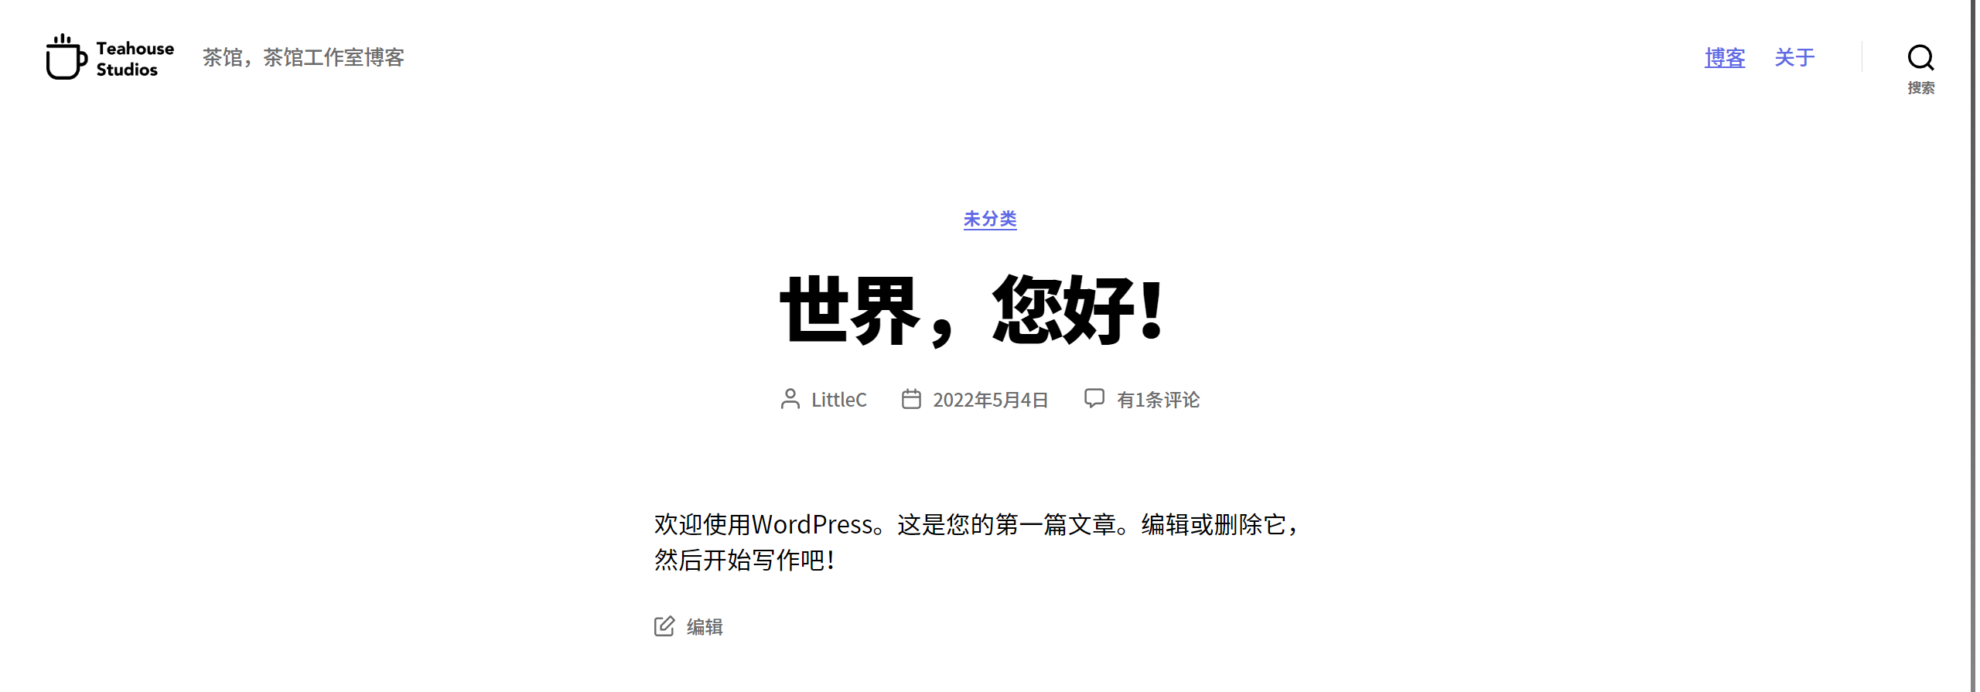 Teahouse
Studios
茶馆，茶馆工作室博客
博客
关于
搜索
未分类
世界，您好！
LittleC
2022年5月4日
有1条评论
欢迎使用WordPress。这是您的第一篇文章。编辑或删除它，
然后开始写作吧！
编辑